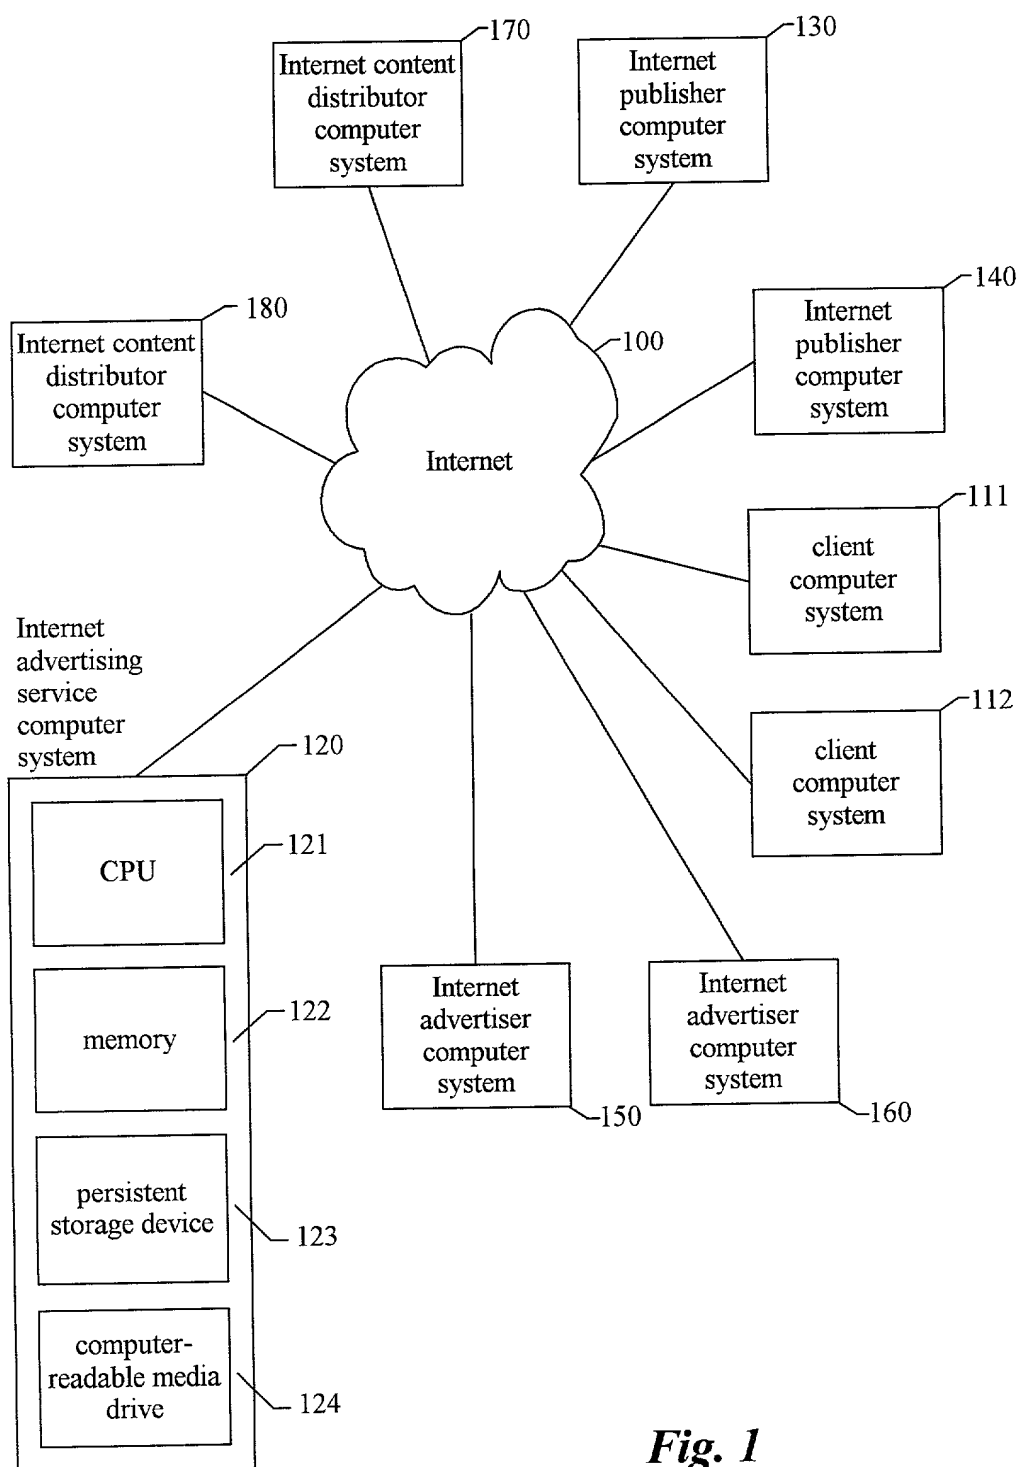 170
Internet content
distributor
computer
system
130
Internet
publisher
computer
system
180
Internet content
distributor
computer
system
100
Internet
140
Internet
publisher
computer
system
111
client
computer
system
112
client
computer
system
Internet
advertising
service
computer
system
120
CPU
121
memory
122
persistent
storage device
123
computer-
readable media
drive
124
Internet
advertiser
computer
system
150
Internet
advertiser
computer
system
160
Fig. 1